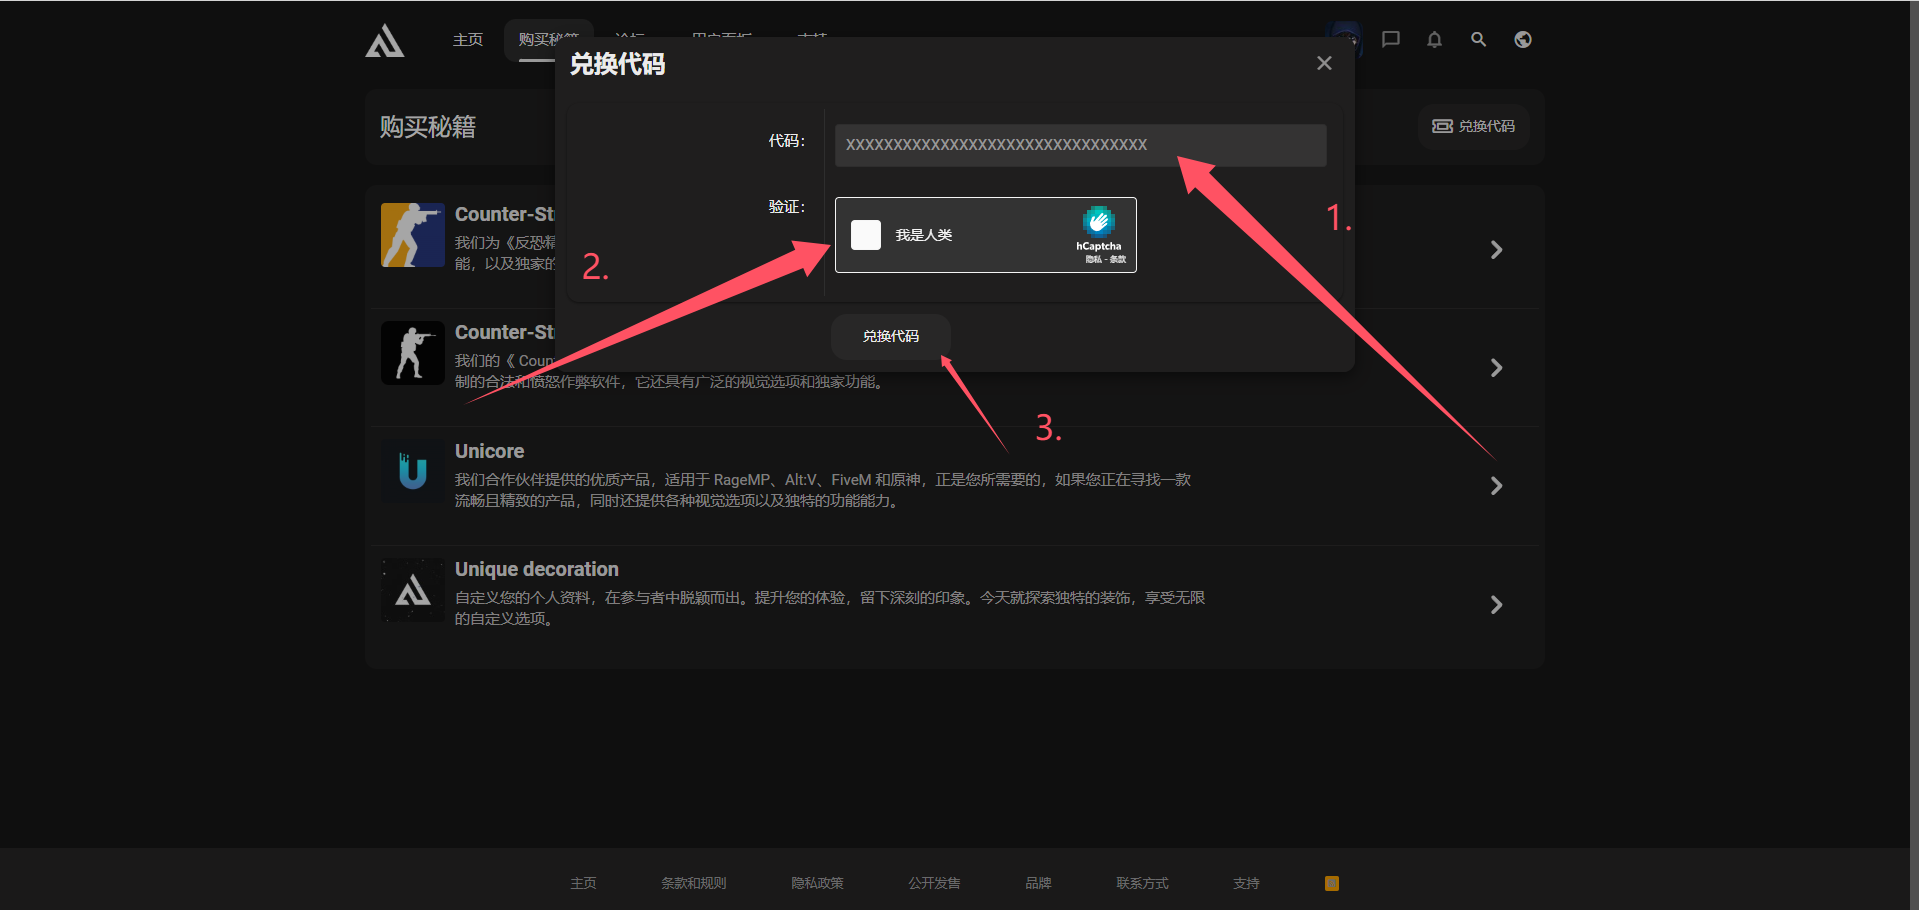 主页
购买秘籍
兑换代码
购买秘籍
兑换代码
代码:
XXXXXXXXXXXXXXXXXXXXXXXXXXXXXXXX
验证:
我是人类
hCaptcha
隐私 - 条款
1.
2.
兑换代码
3.
Counter-St
我们为《反恐精
能，以及独家的
Counter-St
我们的《 Coun
制的合法和愤怒作弊软件，它还具有广泛的视觉选项和独家功能。
Unicore
我们合作伙伴提供的优质产品，适用于 RageMP、Alt:V、FiveM 和原神，正是您所需要的，如果您正在寻找一款
流畅且精致的产品，同时还提供各种视觉选项以及独特的功能能力。
Unique decoration
自定义您的个人资料，在参与者中脱颖而出。提升您的体验，留下深刻的印象。今天就探索独特的装饰，享受无限
的自定义选项。
主页
条款和规则
隐私政策
公开发售
品牌
联系方式
支持